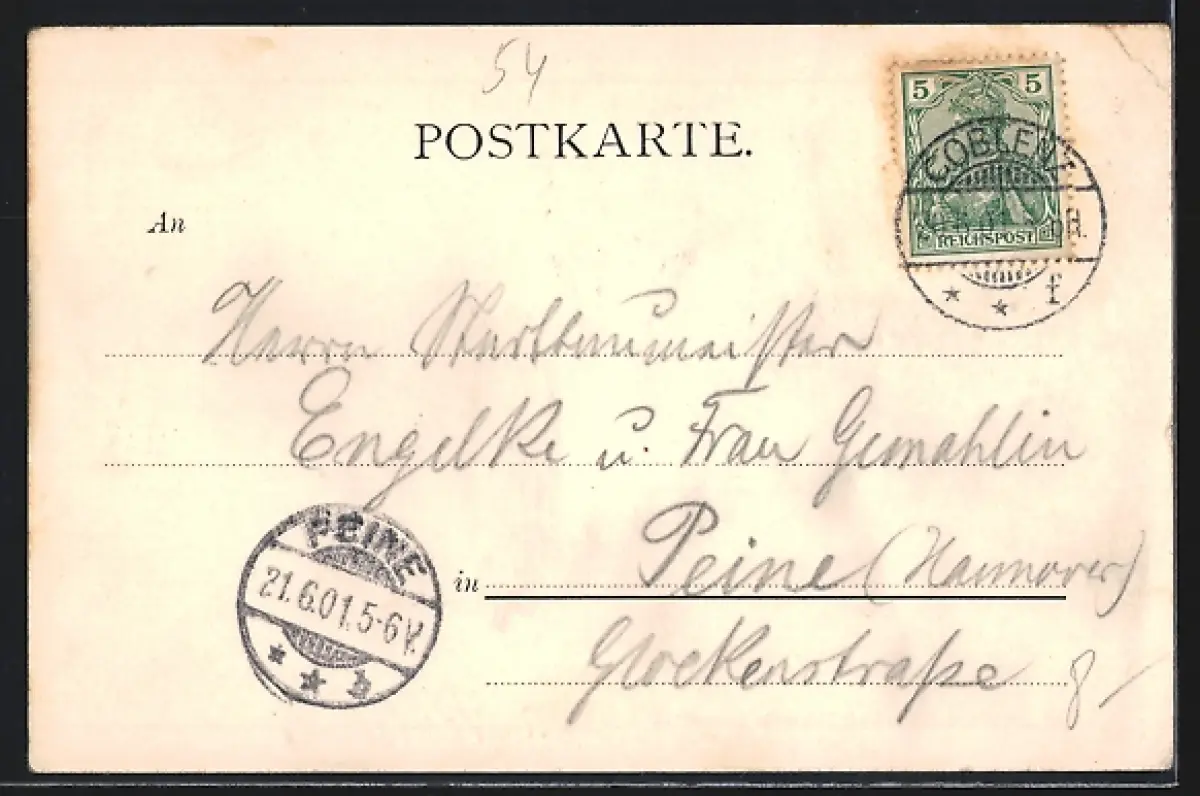 54
POSTKARTE.
5 5
COBLENZ
REICHSPOST
f
An
Herrn Stadtbaumeister
Engelke u. Frau Gemahlin
in Peine (Hannover)
Glockenstraße
8
PEINE
21.6.01.5-6V.
b